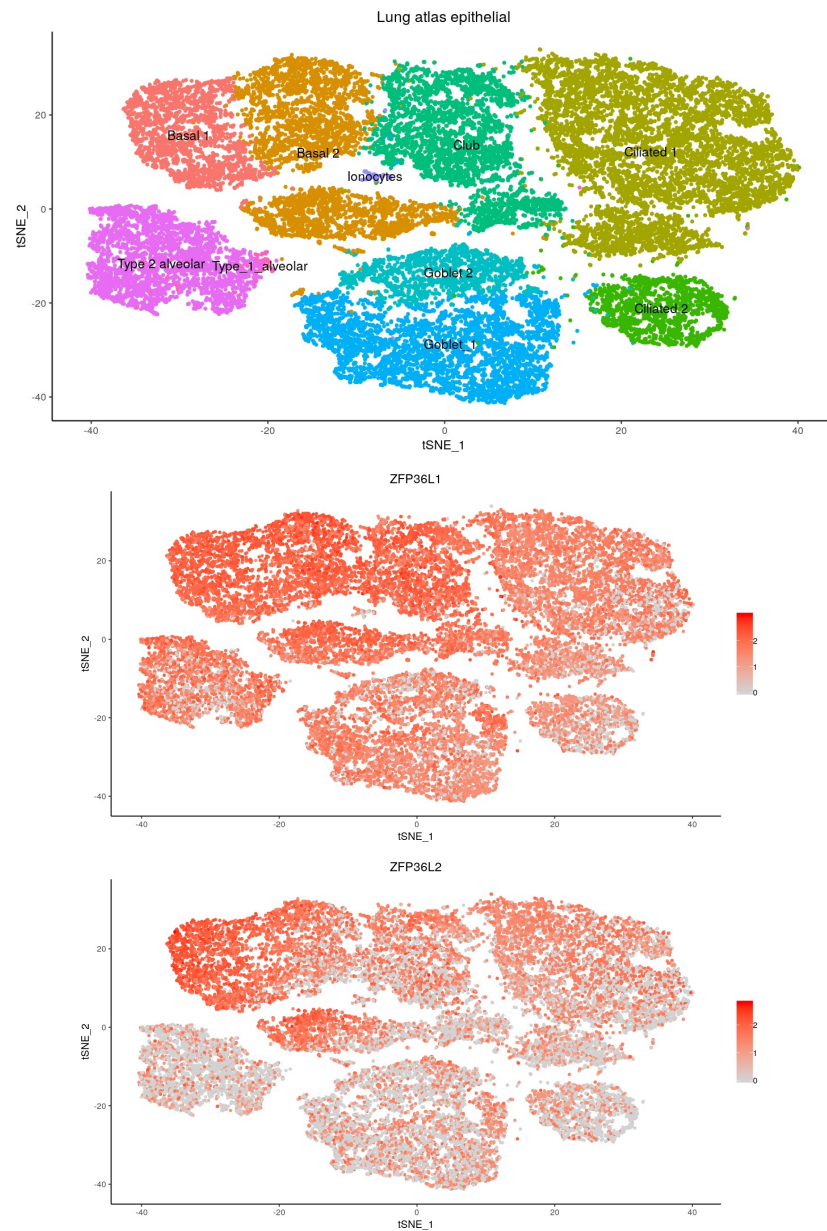 Lung atlas epithelial
tSNE_2
20
0
-20
-40
Basal 1
Basal 2
Club
Ciliated 1
Ionocytes
Type 2 alveolar
Type_1_alveolar
Goblet 2
Ciliated 2
Goblet_1
-40
-20
0
20
40
tSNE_1
ZFP36L1
tSNE_2
20
0
-20
-40
-40
-20
0
20
40
tSNE_1
2
1
0
ZFP36L2
tSNE_2
20
0
-20
-40
-40
-20
0
20
40
tSNE_1
2
1
0